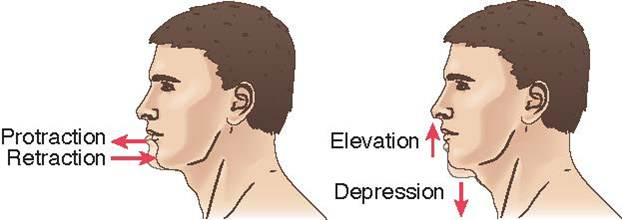 Protraction
Retraction
Elevation
Depression